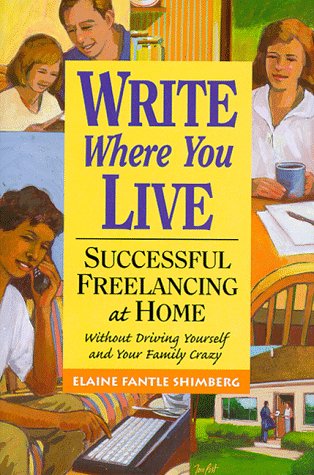 WRITE
Where You
LIVE
SUCCESSFUL
FREELANCING
at HOME
Without Driving Yourself
and Your Family Crazy
ELAINE FANTLE SHIMBERG